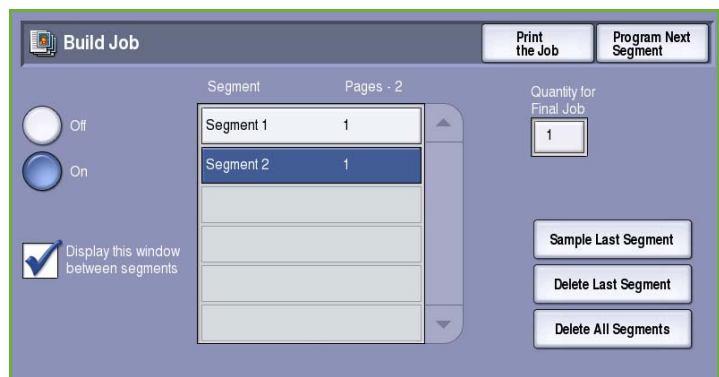 Build Job
Print
the Job
Program Next
Segment
Segment Pages - 2
Quantity for
Final Job
Off
On
Segment 1 1
Segment 2 1
1
Display this window
between segments
Sample Last Segment
Delete Last Segment
Delete All Segments